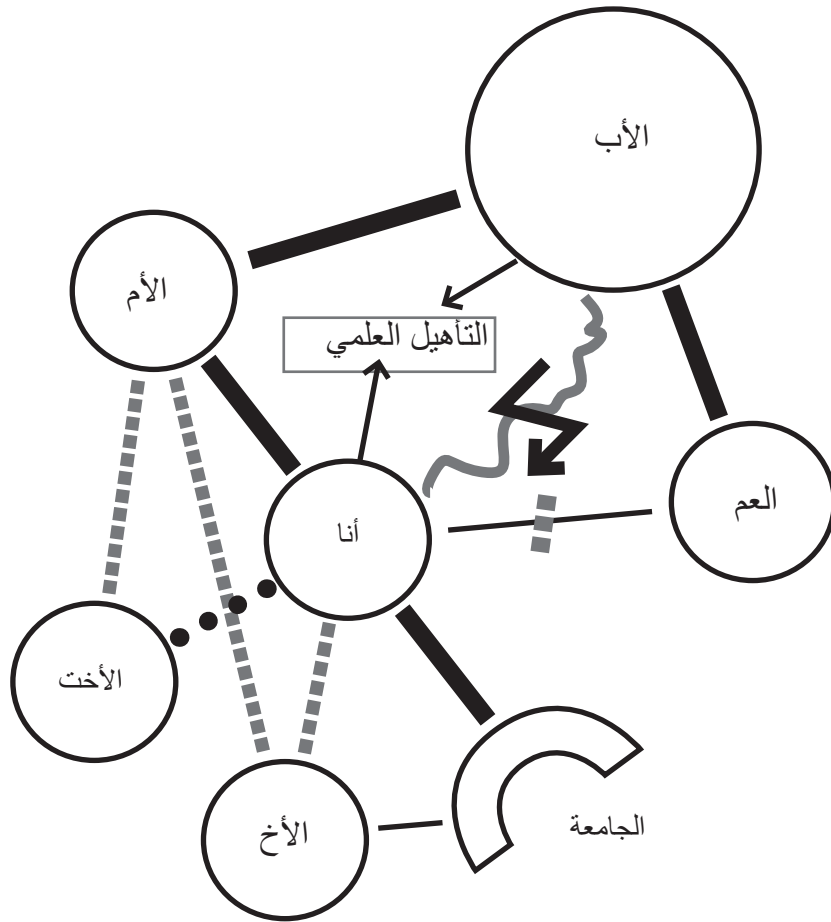 الأب
الأم
التأهيل العلمي
العم
أنا
الأخت
الجامعة
الأخ